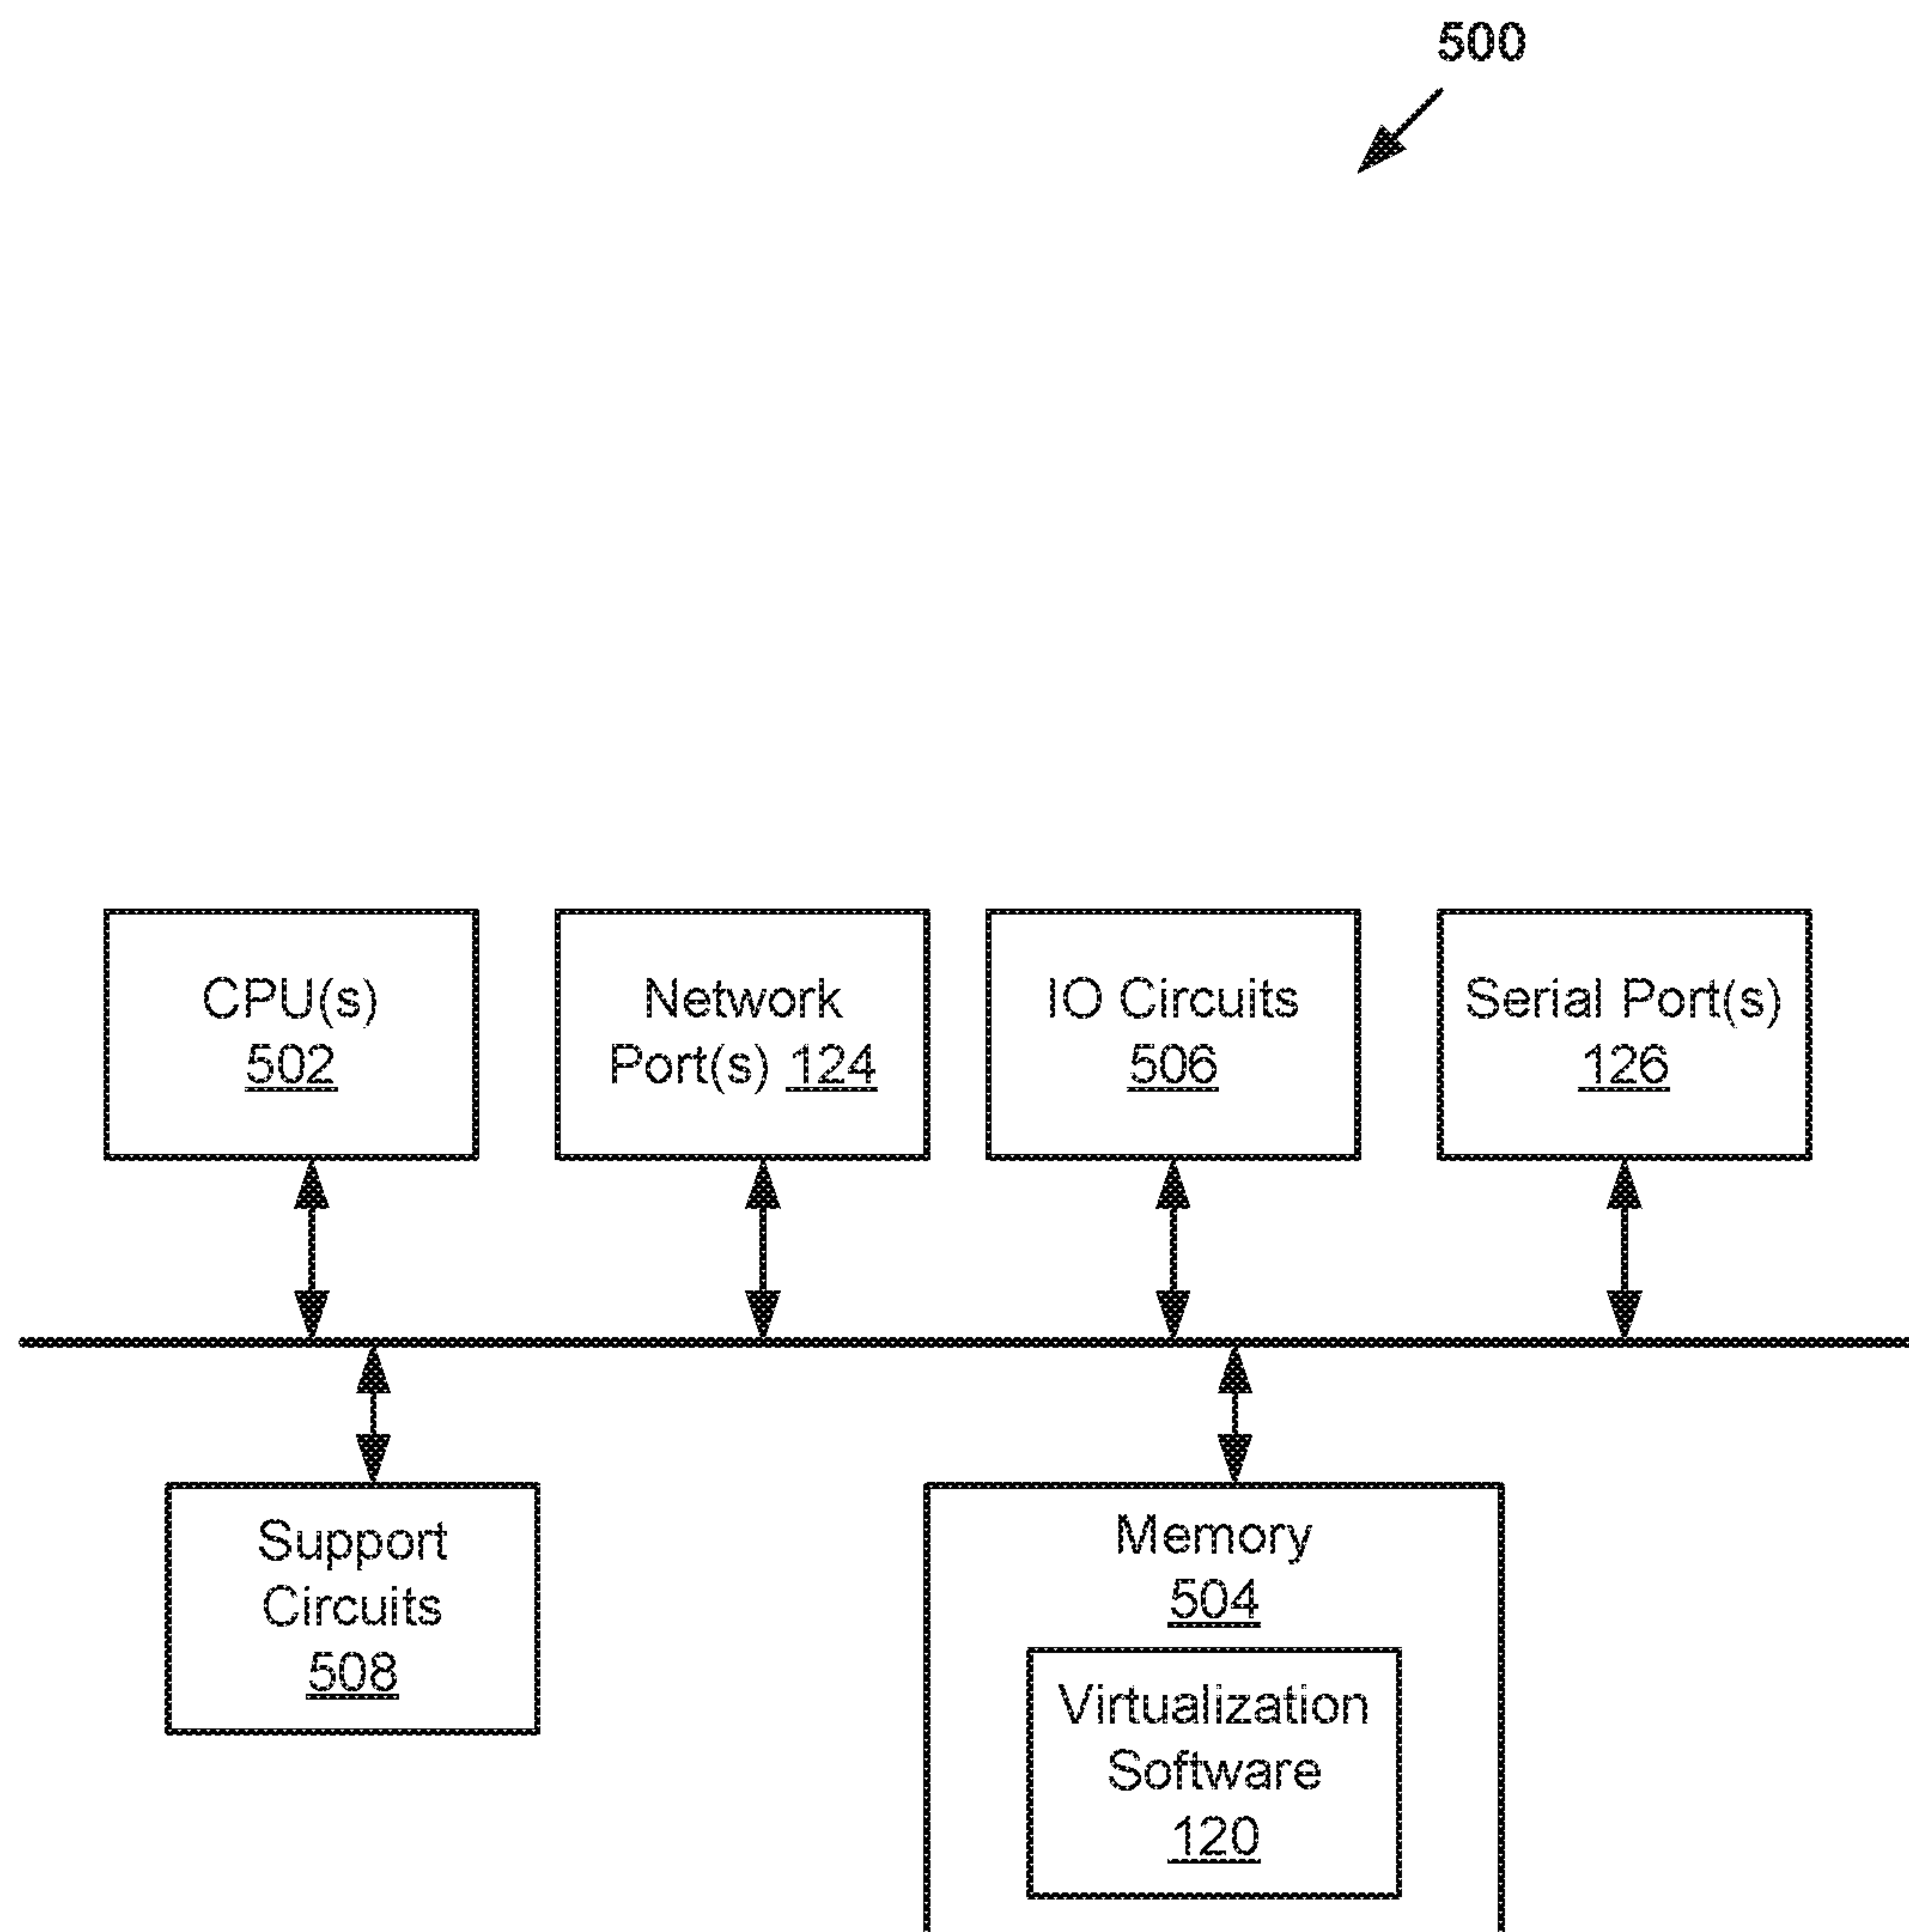 500
CPU(s)
502
Network
Port(s) 124
IO Circuits
506
Serial Port(s)
126
Support
Circuits
508
Memory
504
Virtualization
Software
120